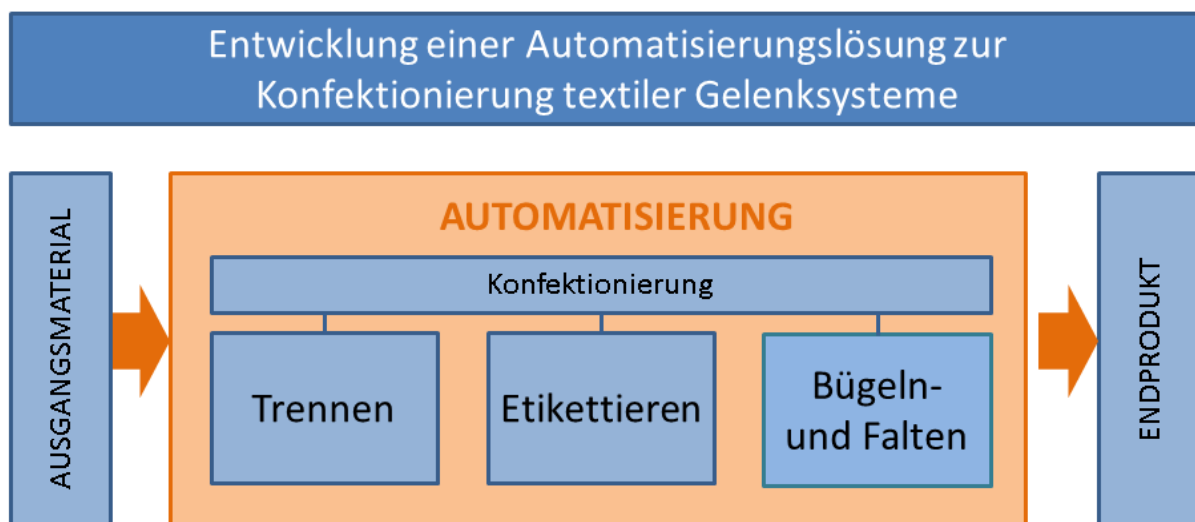 Entwicklung einer Automatisierungslösung zur
Konfektionierung textiler Gelenksysteme
AUSGANGSMATERIAL
AUTOMATISIERUNG
Konfektionierung
Trennen
Etikettieren
Bügeln-
und Falten
ENDPRODUKT